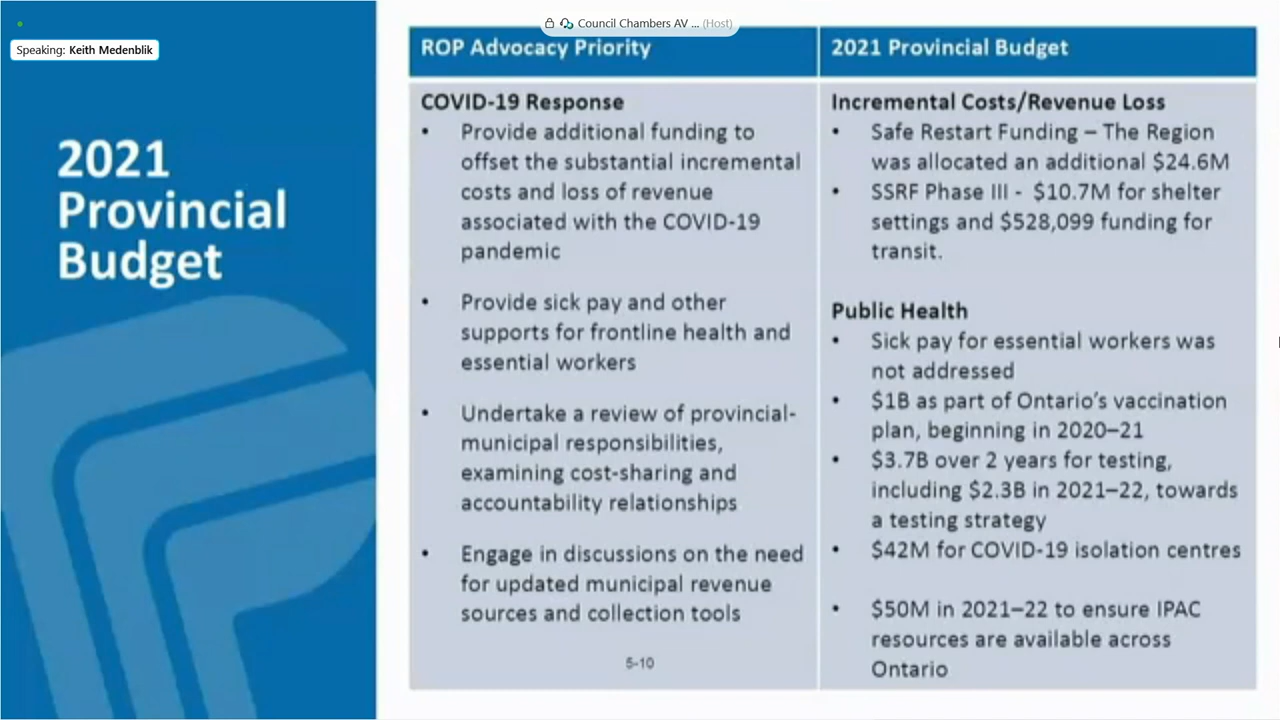 Council Chambers AV ... (Host)
Speaking: Keith Medenblik
2021
Provincial
Budget
ROP Advocacy Priority
COVID-19 Response
• Provide additional funding to
offset the substantial incremental
costs and loss of revenue
associated with the COVID-19
pandemic
• Provide sick pay and other
supports for frontline health and
essential workers
• Undertake a review of provincial-
municipal responsibilities,
examining cost-sharing and
accountability relationships
• Engage in discussions on the need
for updated municipal revenue
sources and collection tools
5-10
2021 Provincial Budget
Incremental Costs/Revenue Loss
• Safe Restart Funding – The Region
was allocated an additional $24.6M
• SSRF Phase III - $10.7M for shelter
settings and $528,099 funding for
transit.
Public Health
• Sick pay for essential workers was
not addressed
• $1B as part of Ontario's vaccination
plan, beginning in 2020–21
• $3.7B over 2 years for testing,
including $2.3B in 2021–22, towards
a testing strategy
• $42M for COVID-19 isolation centres
• $50M in 2021–22 to ensure IPAC
resources are available across
Ontario